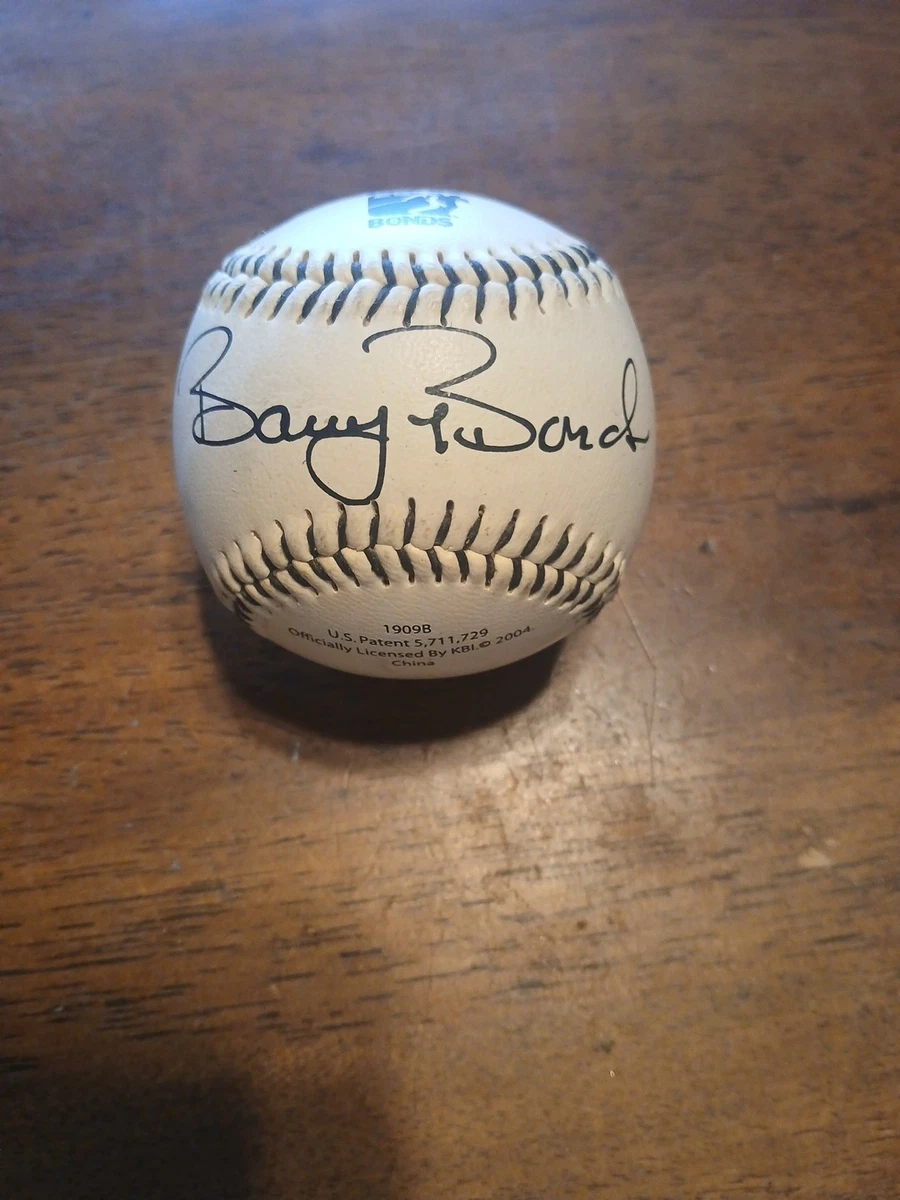 BONDS
Barry Bonds
1909B
U.S. Patent 5,711,729
Officially Licensed By KBI.© 2004
China